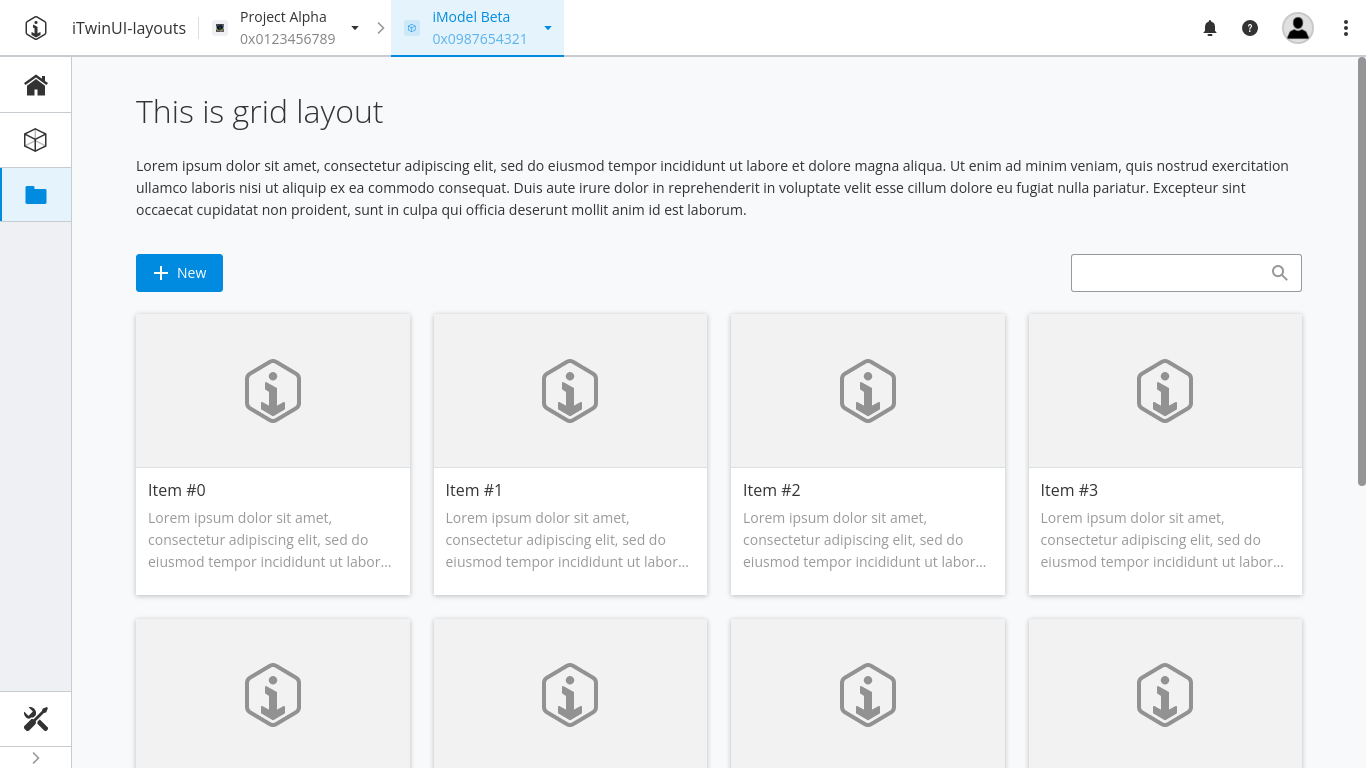 iTwinUI-layouts
Project Alpha
0x0123456789
iModel Beta
0x0987654321
This is grid layout
Lorem ipsum dolor sit amet, consectetur adipiscing elit, sed do eiusmod tempor incididunt ut labore et dolore magna aliqua. Ut enim ad minim veniam, quis nostrud exercitation
ullamco laboris nisi ut aliquip ex ea commodo consequat. Duis aute irure dolor in reprehenderit in voluptate velit esse cillum dolore eu fugiat nulla pariatur. Excepteur sint
occaecat cupidatat non proident, sunt in culpa qui officia deserunt mollit anim id est laborum.
New
Item #0
Lorem ipsum dolor sit amet,
consectetur adipiscing elit, sed do
eiusmod tempor incididunt ut labor...
Item #1
Lorem ipsum dolor sit amet,
consectetur adipiscing elit, sed do
eiusmod tempor incididunt ut labor...
Item #2
Lorem ipsum dolor sit amet,
consectetur adipiscing elit, sed do
eiusmod tempor incididunt ut labor...
Item #3
Lorem ipsum dolor sit amet,
consectetur adipiscing elit, sed do
eiusmod tempor incididunt ut labor...